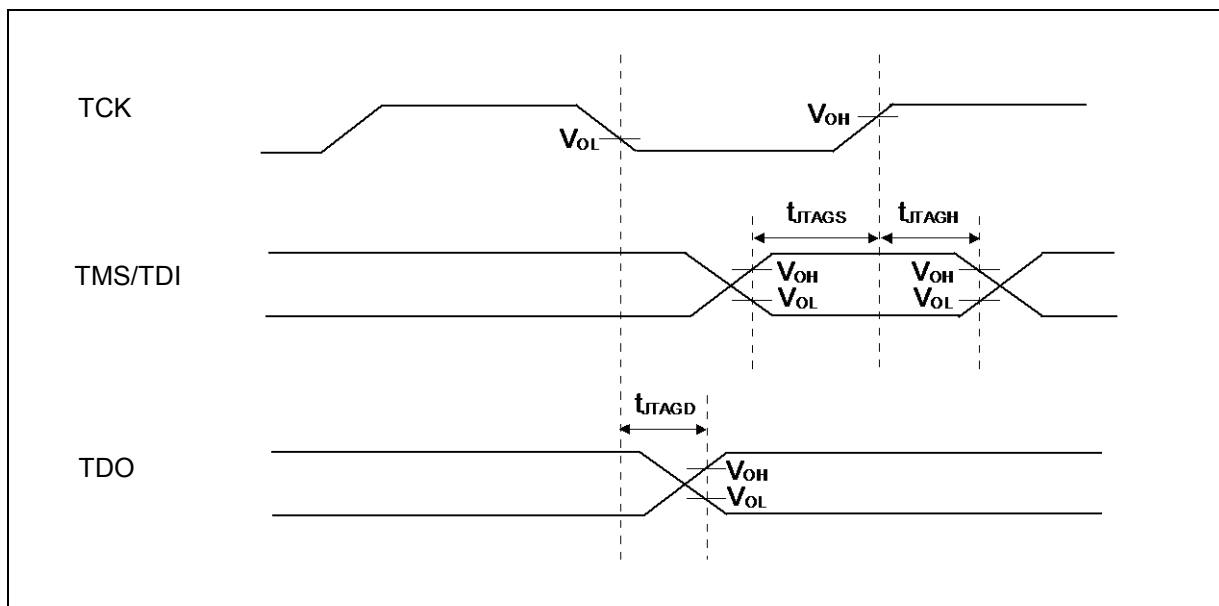 TCK
VOL
VOH
tJTAGS
tJTAGH
TMS/TDI
VOH
VOL
VOH
VOL
tJTAGD
TDO
VOH
VOL